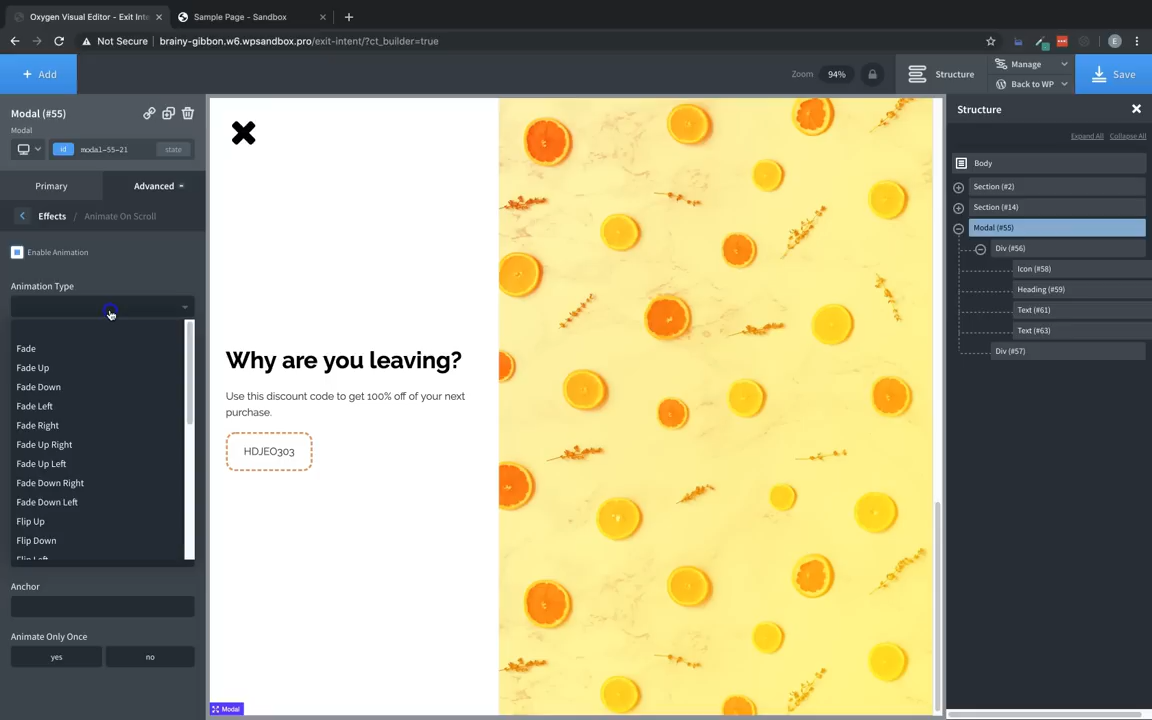 Oxygen Visual Editor - Exit Inte
Sample Page - Sandbox
Not Secure
brainy-gibbon.w6.wpsandbox.pro/exit-intent/?ct_builder=true
E
+ Add
Zoom
94%
Structure
Manage
Back to WP
Save
Modal (#55)
Modal
id
modal-55-21
state
Primary
Advanced
Effects
Animate On Scroll
Enable Animation
Animation Type
Fade
Fade Up
Fade Down
Fade Left
Fade Right
Fade Up Right
Fade Up Left
Fade Down Right
Fade Down Left
Flip Up
Flip Down
Flip Left
Anchor
Animate Only Once
yes
no
Why are you leaving?
Use this discount code to get 100% off of your next
purchase.
HDJEO303
Modal
Structure
Expand All
Collapse All
Body
Section (#2)
Section (#14)
Modal (#55)
Div (#56)
Icon (#58)
Heading (#59)
Text (#61)
Text (#63)
Div (#57)